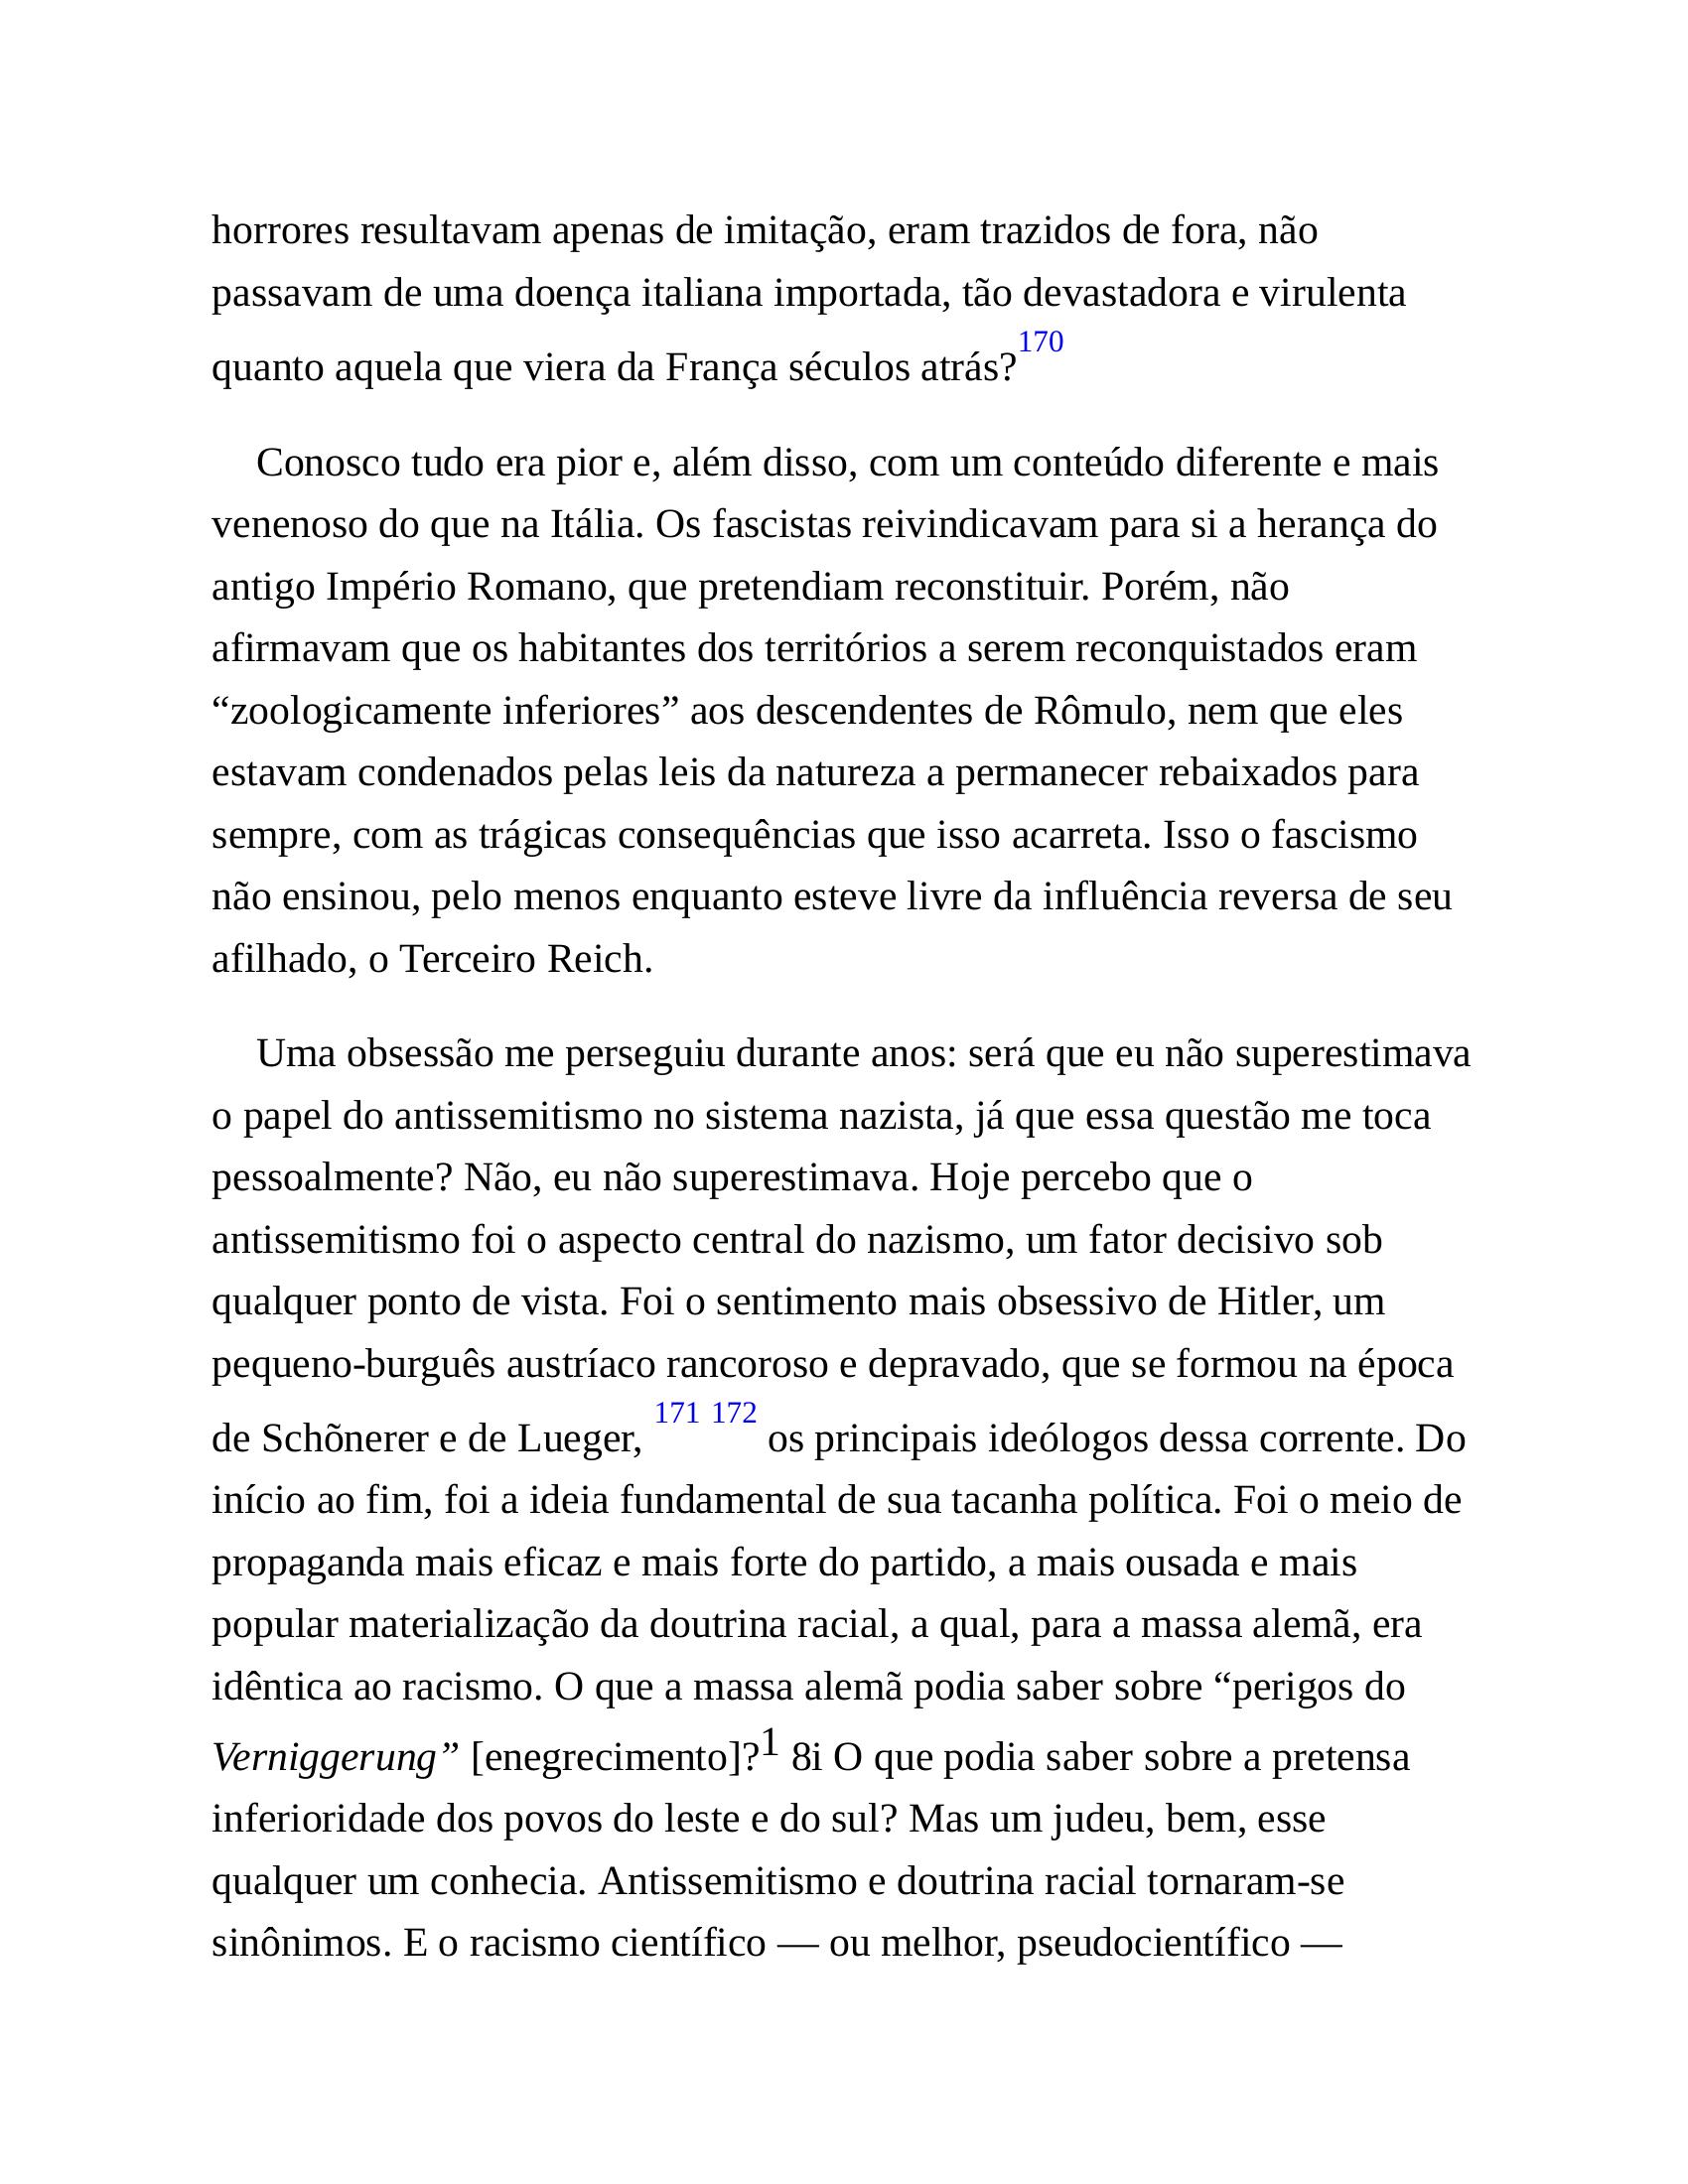 horrores resultavam apenas de imitação, eram trazidos de fora, não
passavam de uma doença italiana importada, tão devastadora e virulenta
quanto aquela que viera da França séculos atrás?170
Conosco tudo era pior e, além disso, com um conteúdo diferente e mais
venenoso do que na Itália. Os fascistas reivindicavam para si a herança do
antigo Império Romano, que pretendiam reconstituir. Porém, não
afirmavam que os habitantes dos territórios a serem reconquistados eram
“zoologicamente inferiores” aos descendentes de Rômulo, nem que eles
estavam condenados pelas leis da natureza a permanecer rebaixados para
sempre, com as trágicas consequências que isso acarreta. Isso o fascismo
não ensinou, pelo menos enquanto esteve livre da influência reversa de seu
afilhado, o Terceiro Reich.
Uma obsessão me perseguiu durante anos: será que eu não superestimava
o papel do antissemitismo no sistema nazista, já que essa questão me toca
pessoalmente? Não, eu não superestimava. Hoje percebo que o
antissemitismo foi o aspecto central do nazismo, um fator decisivo sob
qualquer ponto de vista. Foi o sentimento mais obsessivo de Hitler, um
pequeno-burguês austríaco rancoroso e depravado, que se formou na época
de Schõnerer e de Lueger, 171 172 os principais ideólogos dessa corrente. Do
início ao fim, foi a ideia fundamental de sua tacanha política. Foi o meio de
propaganda mais eficaz e mais forte do partido, a mais ousada e mais
popular materialização da doutrina racial, a qual, para a massa alemã, era
idêntica ao racismo. O que a massa alemã podia saber sobre “perigos do
Verniggerung” [enegrecimento]?1 8i O que podia saber sobre a pretensa
inferioridade dos povos do leste e do sul? Mas um judeu, bem, esse
qualquer um conhecia. Antissemitismo e doutrina racial tornaram-se
sinônimos. E o racismo científico — ou melhor, pseudocientífico —